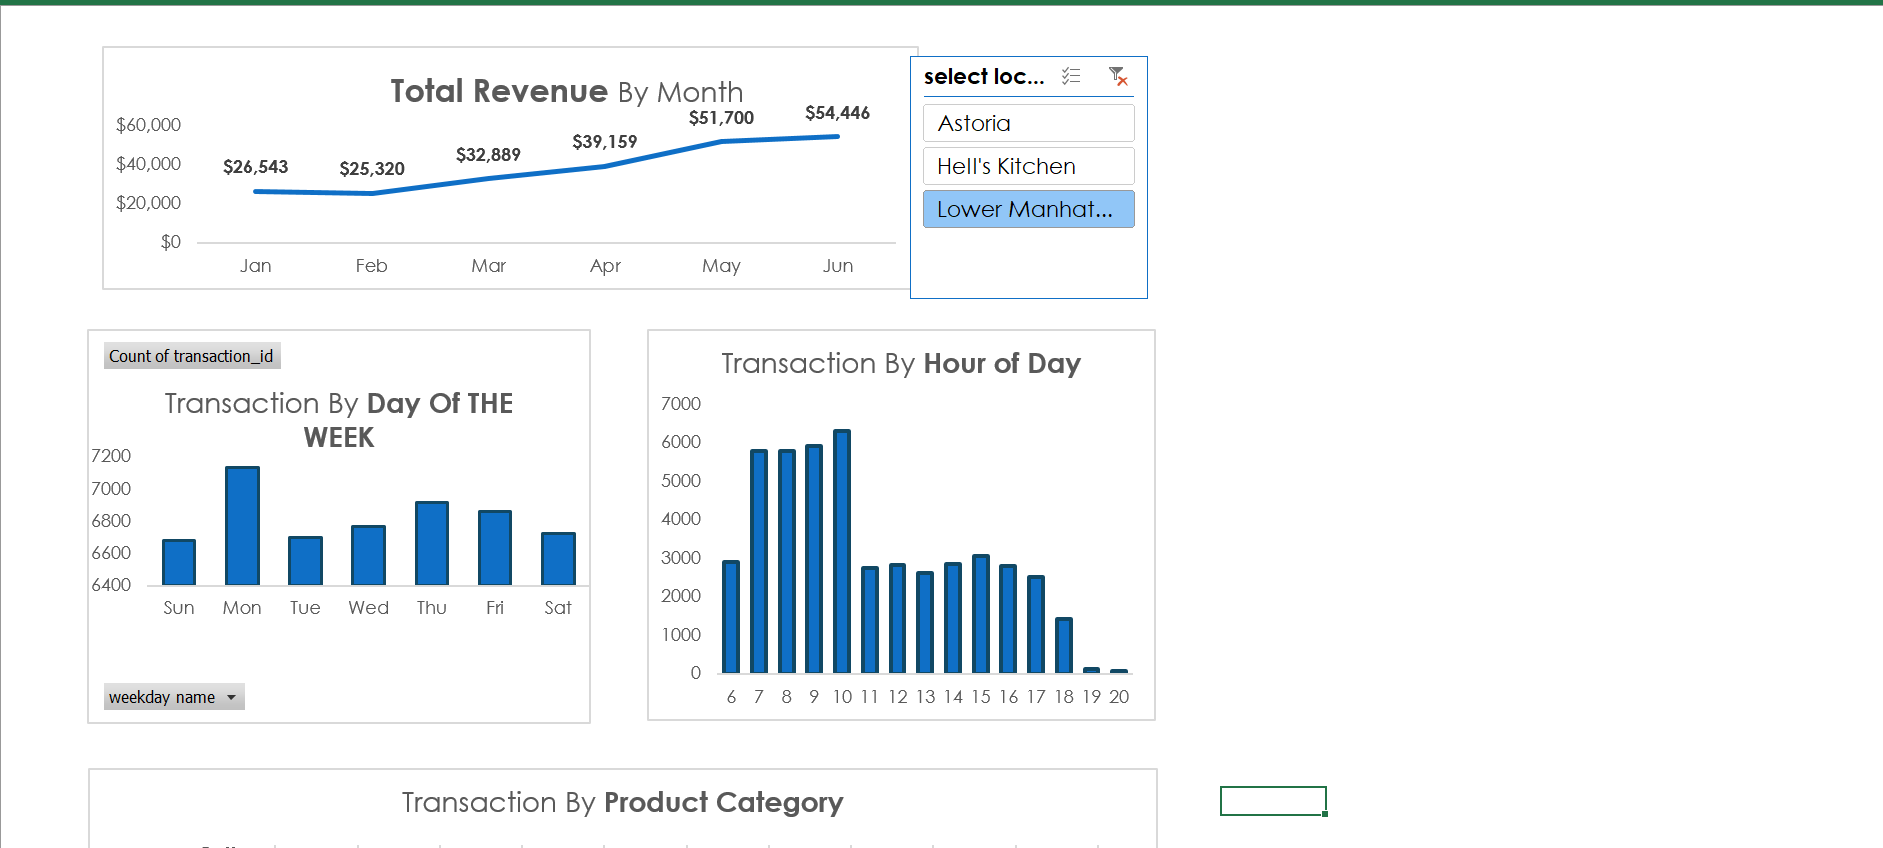 Total Revenue By Month
$60,000
$40,000
$20,000
$0
$26,543
$25,320
$32,889
$39,159
$51,700
$54,446
Jan Feb Mar Apr May Jun
select loc...
Astoria
Hell's Kitchen
Lower Manhat...
Count of transaction_id
Transaction By Day Of THE
WEEK
7200
7000
6800
6600
6400
Sun Mon Tue Wed Thu Fri Sat
weekday name
Transaction By Hour of Day
7000
6000
5000
4000
3000
2000
1000
0
6 7 8 9 10 11 12 13 14 15 16 17 18 19 20
Transaction By Product Category